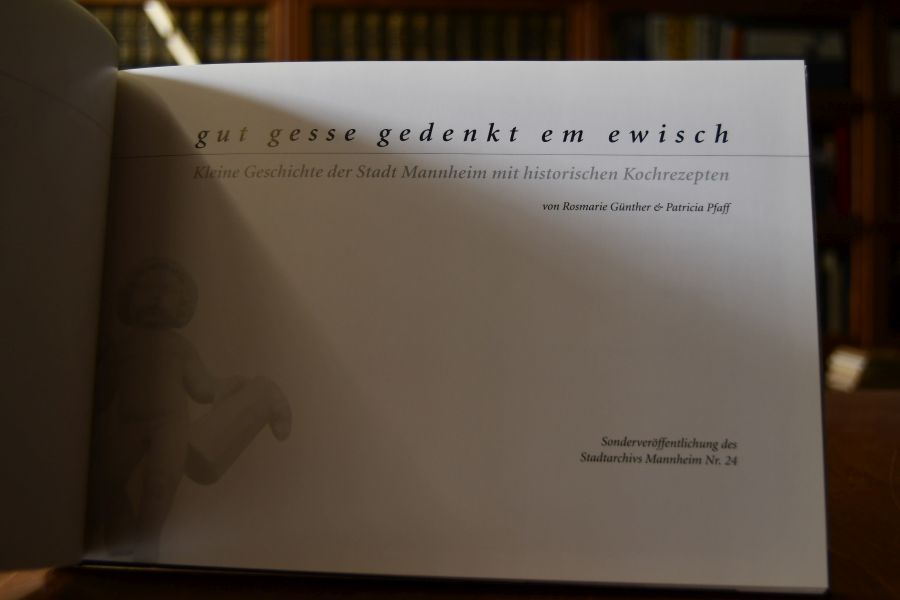 gut gesse gedenkt em ewisch
Kleine Geschichte der Stadt Mannheim mit historischen Kochrezepten
von Rosmarie Günther & Patricia Pfaff
Sonderveröffentlichung des
Stadtarchivs Mannheim Nr. 24